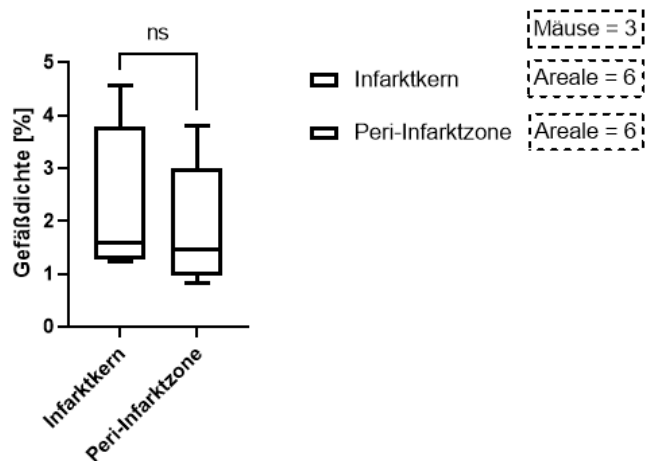 ns
Mäuse = 3
Infarktkern
Areale = 6
Peri-Infarktzone
Areale = 6
Gefäßdichte [%]
5
4
3
2
1
0
Infarktkern
Peri-Infarktzone